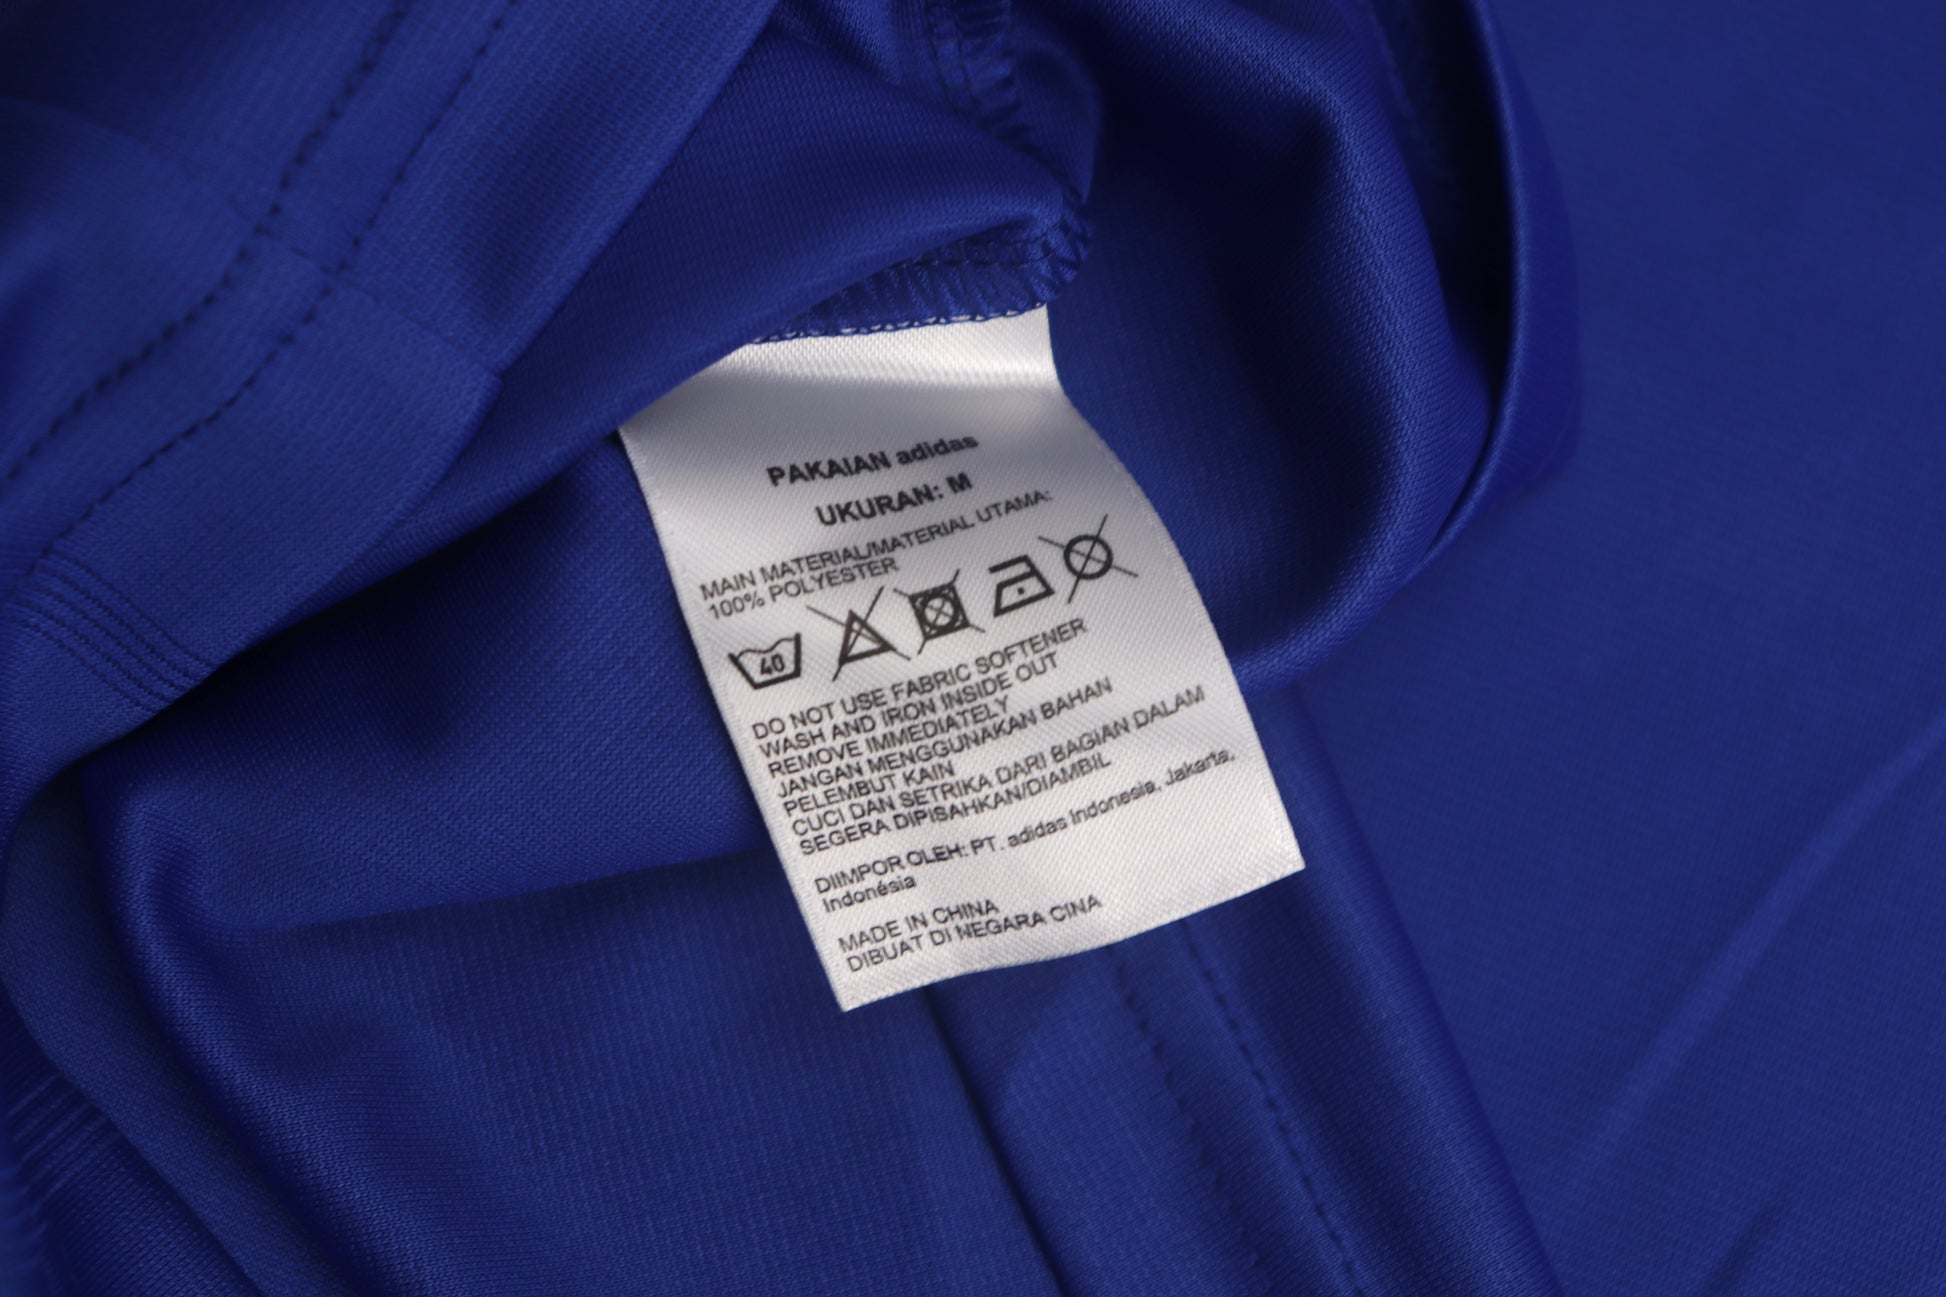 PAKAIAN adidas
UKURAN: M
MAIN MATERIAL/MATERIAL UTAMA:
100% POLYESTER
40
DO NOT USE FABRIC SOFTENER
WASH AND IRON INSIDE OUT
REMOVE IMMEDIATELY
JANGAN MENGGUNAKAN BAHAN
PELEMBUT KAIN
CUCI DAN SETRIKA DARI BAGIAN DALAM
SEGERA DIPISAHKAN/DIAMBIL
DIIMPOR OLEH: PT. adidas Indonesia, Jakarta,
Indonésia
MADE IN CHINA
DIBUAT DI NEGARA CINA